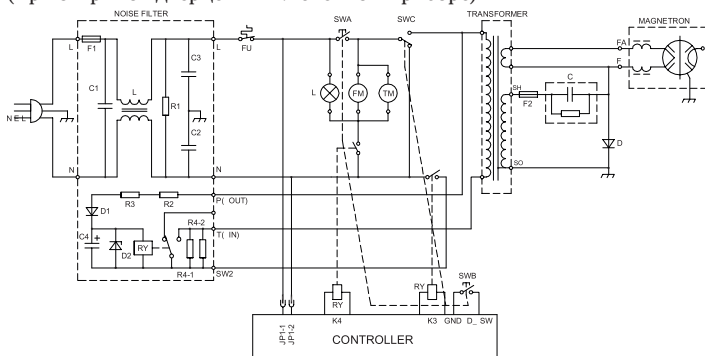 NOISE FILTER
SWA
SWC
TRANSFORMER
MAGNETRON
L
F1
L
FU
FA
F
C1
L
C3
R1
C2
L
FM
TM
SH
F2
C
D
SO
N E L
N
N
R3
R2
P( OUT)
D1
R4-2
T( IN)
C4
+
D2
RY
R4-1
SW2
SWB
RY
RY
JP1-1
JP1-2
K4
K3
GND
D_ SW
CONTROLLER